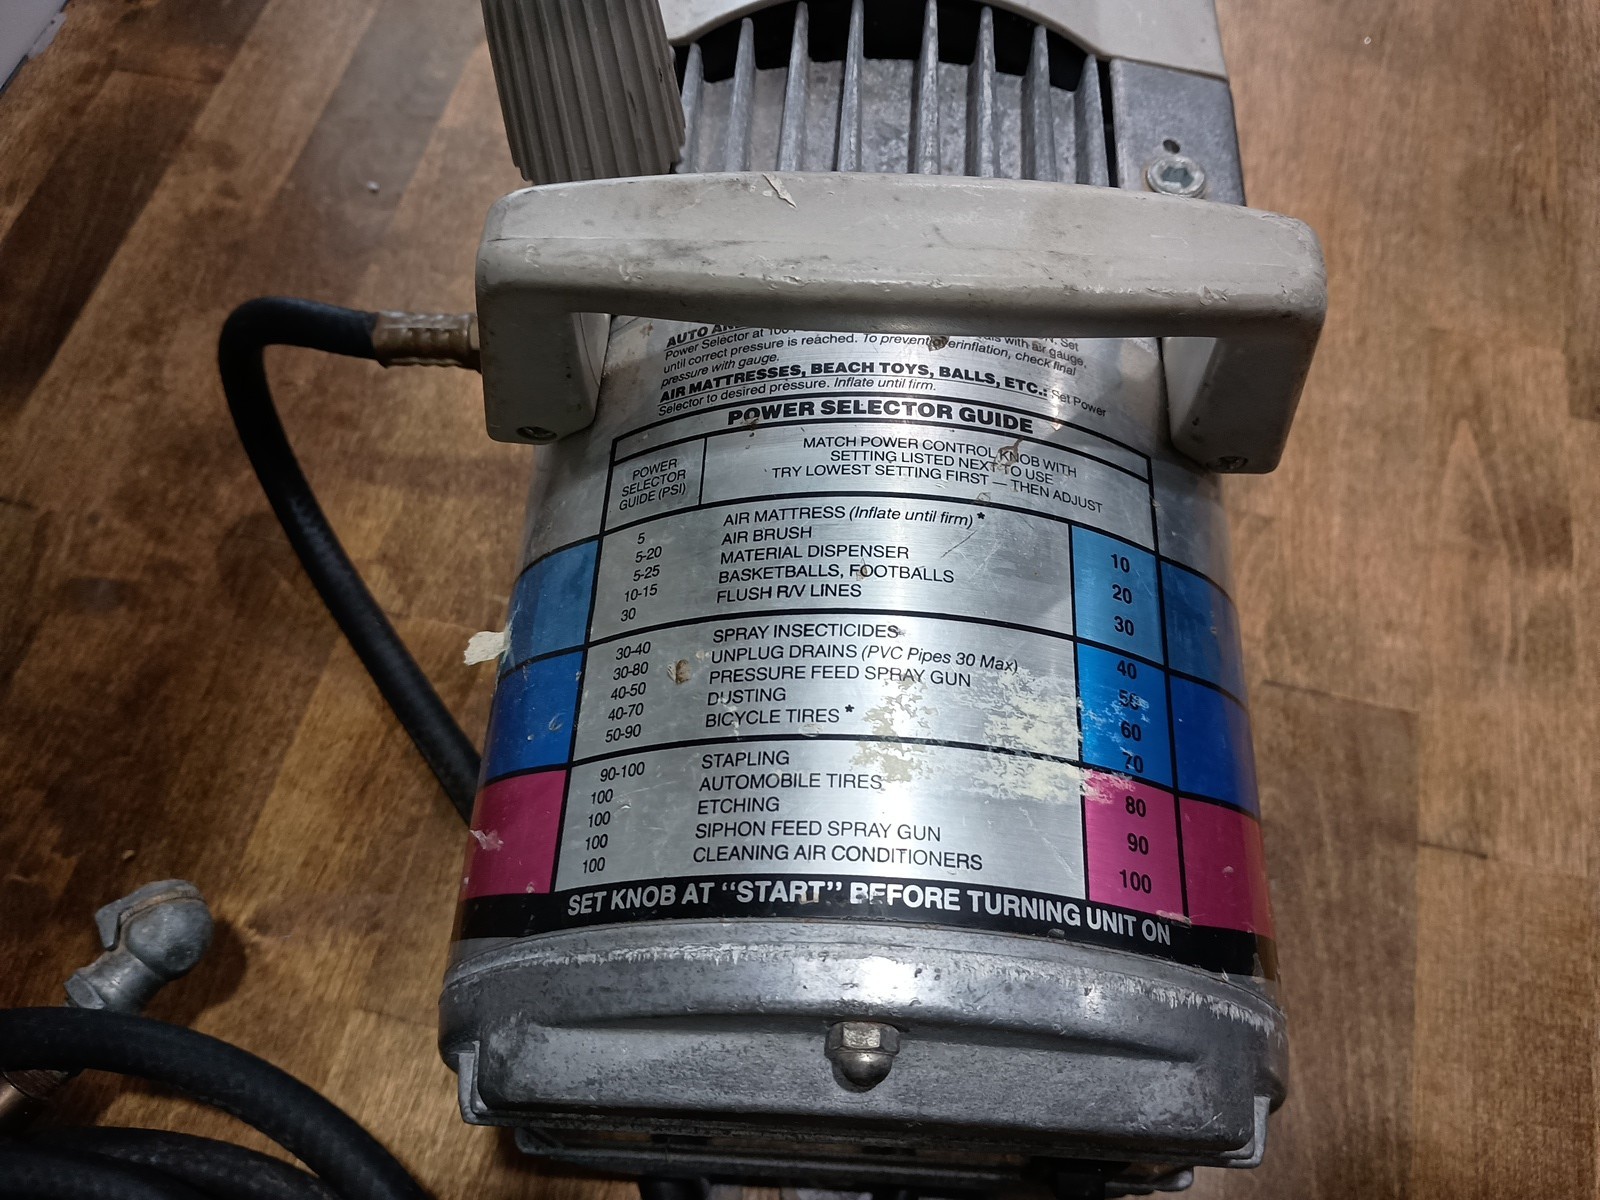 AUTO
Power Selector at 100 with air gauge,
until correct pressure is reached. To prevent overinflation, check final
pressure with gauge.
AIR MATTRESSES, BEACH TOYS, BALLS, ETC.: Set Power
Selector to desired pressure. Inflate until firm.
POWER SELECTOR GUIDE
POWER
SELECTOR
GUIDE (PSI)
MATCH POWER CONTROL KNOB WITH
SETTING LISTED NEXT TO USE
TRY LOWEST SETTING FIRST — THEN ADJUST
5 AIR MATTRESS (Inflate until firm)*
5-20 AIR BRUSH
5-25 MATERIAL DISPENSER
10-15 BASKETBALLS, FOOTBALLS
30 FLUSH R/V LINES
10
20
30
30-40 SPRAY INSECTICIDES
30-80 UNPLUG DRAINS (PVC Pipes 30 Max)
40-50 PRESSURE FEED SPRAY GUN
40-70 DUSTING
50-90 BICYCLE TIRES*
40
50
60
70
90-100 STAPLING
100 AUTOMOBILE TIRES
100 ETCHING
100 SIPHON FEED SPRAY GUN
100 CLEANING AIR CONDITIONERS
80
90
100
SET KNOB AT "START" BEFORE TURNING UNIT ON